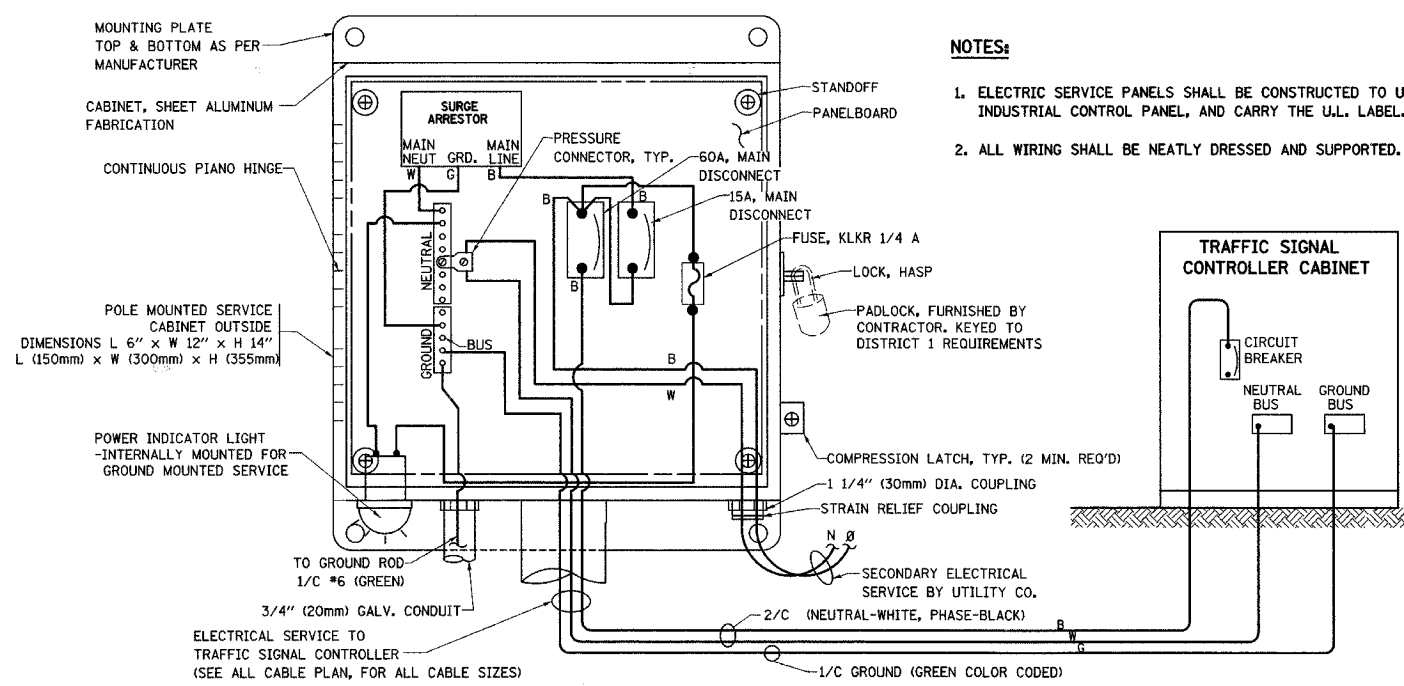 MOUNTING PLATE
TOP & BOTTOM AS PER
MANUFACTURER
CABINET, SHEET ALUMINUM
FABRICATION
CONTINUOUS PIANO HINGE
POLE MOUNTED SERVICE
CABINET OUTSIDE
DIMENSIONS L 6" x W 12" x H 14"
L (150mm) x W (300mm) x H (355mm)
POWER INDICATOR LIGHT
-INTERNALLY MOUNTED FOR
GROUND MOUNTED SERVICE
SURGE
ARRESTOR
MAIN
NEUT
GRD.
MAIN
LINE
W
G
B
PRESSURE
CONNECTOR, TYP.
STANDOFF
PANELBOARD
60A, MAIN
DISCONNECT
15A, MAIN
DISCONNECT
B
B
B
FUSE, KLKR 1/4 A
NEUTRAL
GROUND
BUS
LOCK, HASP
PADLOCK, FURNISHED BY
CONTRACTOR. KEYED TO
DISTRICT 1 REQUIREMENTS
B
W
COMPRESSION LATCH, TYP. (2 MIN. REQ'D)
1 1/4" (30mm) DIA. COUPLING
STRAIN RELIEF COUPLING
N Ø
SECONDARY ELECTRICAL
SERVICE BY UTILITY CO.
TO GROUND ROD
1/C #6 (GREEN)
3/4" (20mm) GALV. CONDUIT
ELECTRICAL SERVICE TO
TRAFFIC SIGNAL CONTROLLER
(SEE ALL CABLE PLAN, FOR ALL CABLE SIZES)
2/C (NEUTRAL-WHITE, PHASE-BLACK)
B
W
G
1/C GROUND (GREEN COLOR CODED)
NOTES:
1. ELECTRIC SERVICE PANELS SHALL BE CONSTRUCTED TO U
INDUSTRIAL CONTROL PANEL, AND CARRY THE U.L. LABEL.
2. ALL WIRING SHALL BE NEATLY DRESSED AND SUPPORTED.
TRAFFIC SIGNAL
CONTROLLER CABINET
CIRCUIT
BREAKER
NEUTRAL
BUS
GROUND
BUS